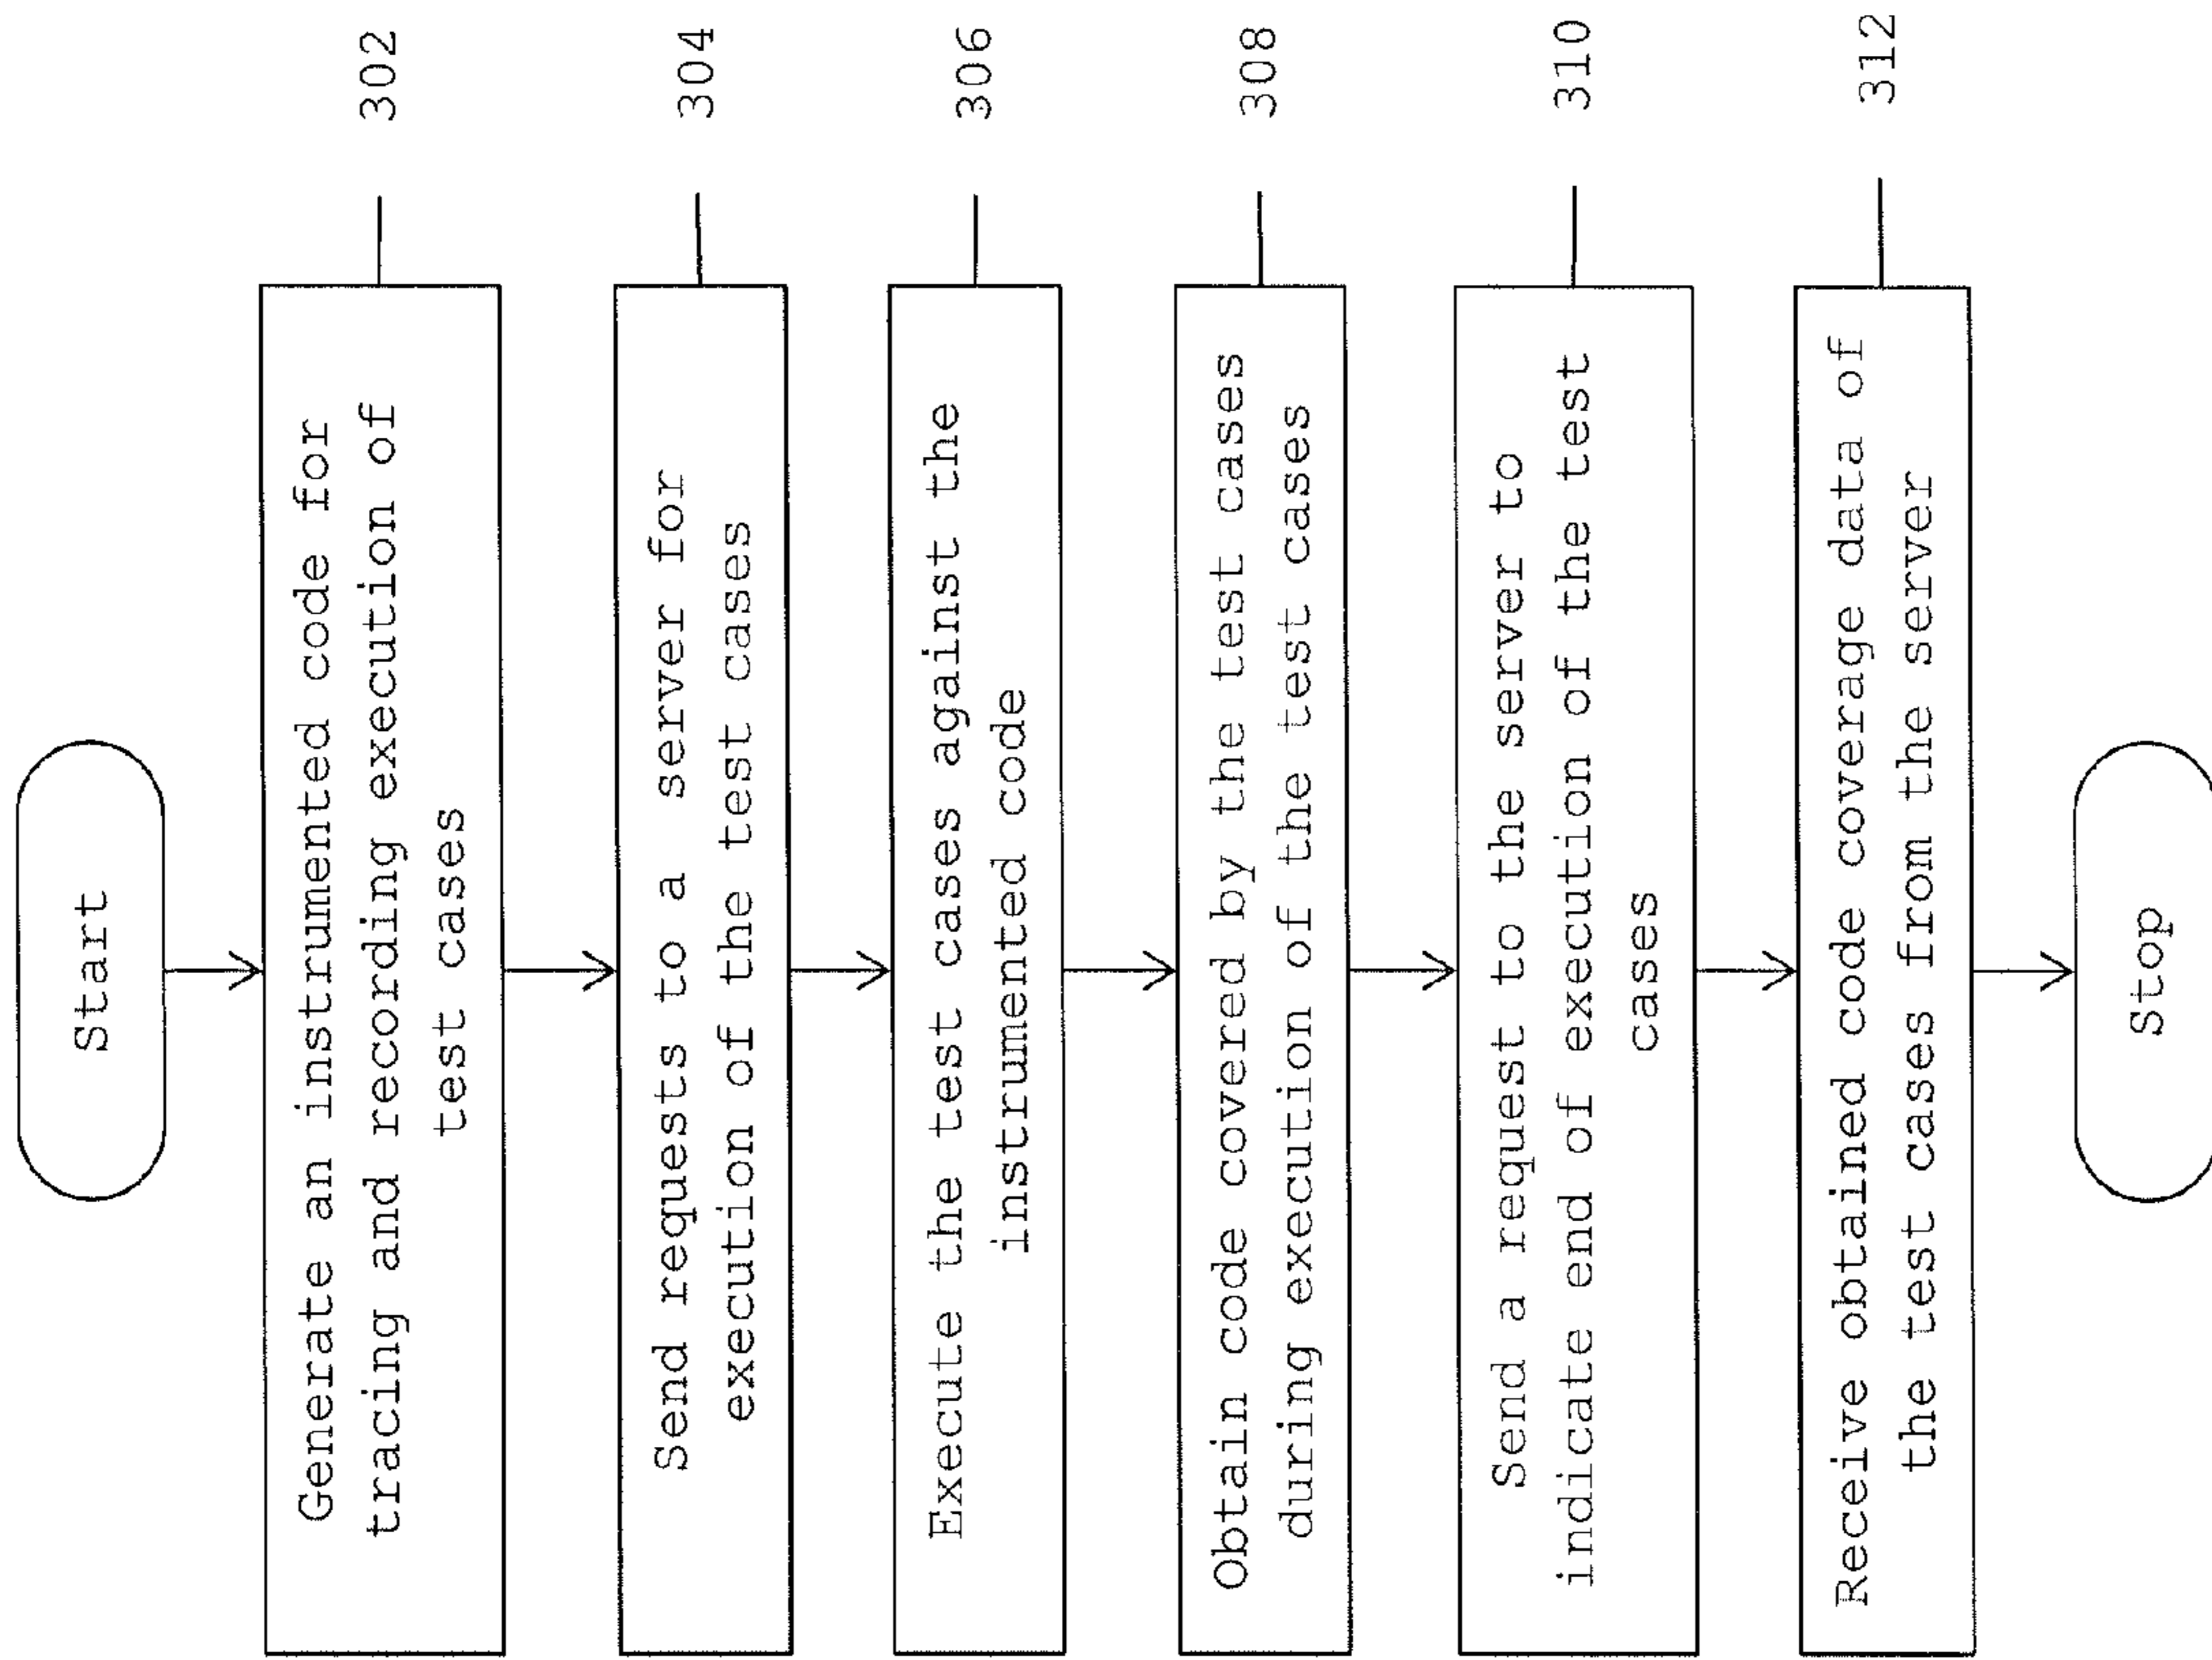 Start
Generate an instrumented code for
tracing and recording execution of
test cases
302
Send requests to a server for
execution of the test cases
304
Execute the test cases against the
instrumented code
306
Obtain code covered by the test cases
during execution of the test cases
308
Send a request to the server to
indicate end of execution of the test
cases
310
Receive obtained code coverage data of
the test cases from the server
312
Stop